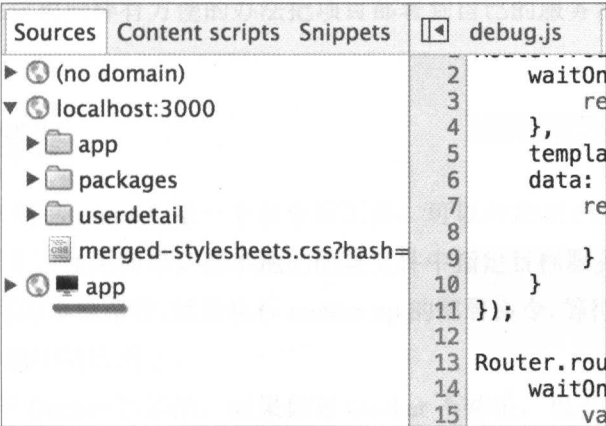 Sources Content scripts Snippets
(no domain)
localhost:3000
app
packages
userdetail
merged-stylesheets.css?hash=
app
debug.js
2 waitOn
3 re
4 },
5 templa
6 data:
7 re
8
9 }
10 }
11 });
12
13 Router.rou
14 waitOn
15 va